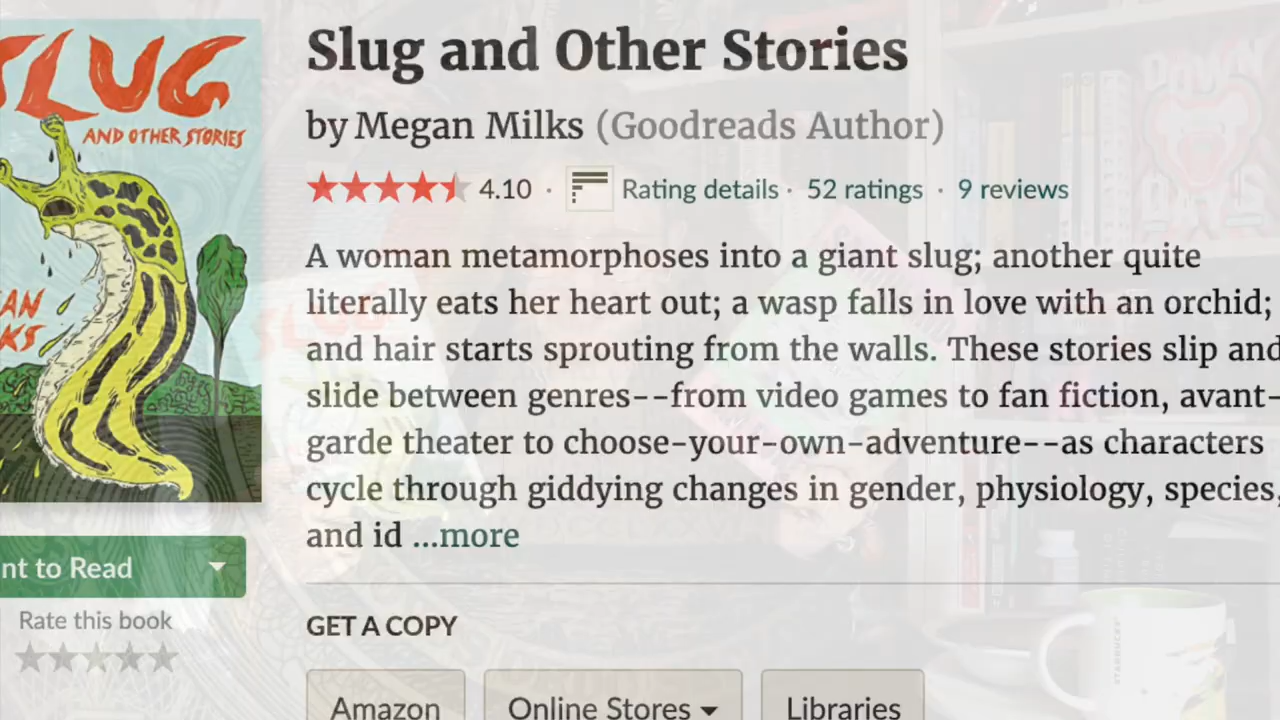 SLUG
AND OTHER STORIES
Slug and Other Stories
by Megan Milks (Goodreads Author)
4.10 · Rating details · 52 ratings · 9 reviews
A woman metamorphoses into a giant slug; another quite
literally eats her heart out; a wasp falls in love with an orchid;
and hair starts sprouting from the walls. These stories slip and
slide between genres--from video games to fan fiction, avant-
garde theater to choose-your-own-adventure--as characters
cycle through giddying changes in gender, physiology, species,
and id ...more
nt to Read
Rate this book
GET A COPY
Amazon
Online Stores
Libraries
DOWN
DAYS
STARBUCKS